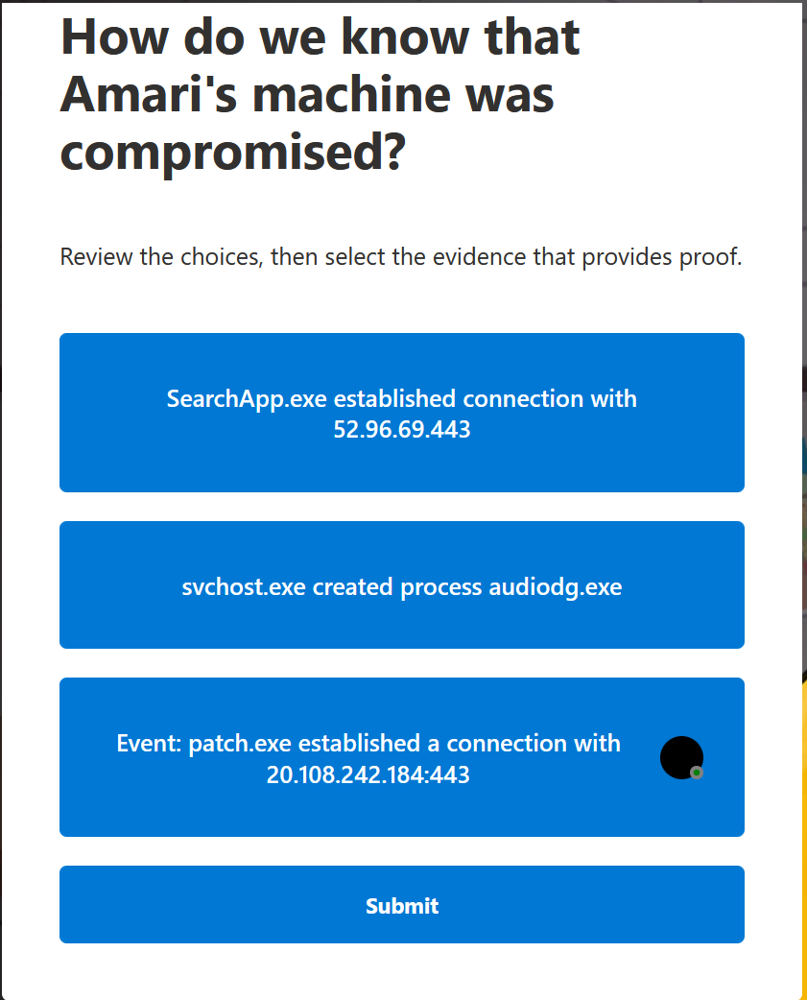 How do we know that
Amari's machine was
compromised?
Review the choices, then select the evidence that provides proof.
SearchApp.exe established connection with
52.96.69.443
svchost.exe created process audiodg.exe
Event: patch.exe established a connection with
20.108.242.184:443
Submit